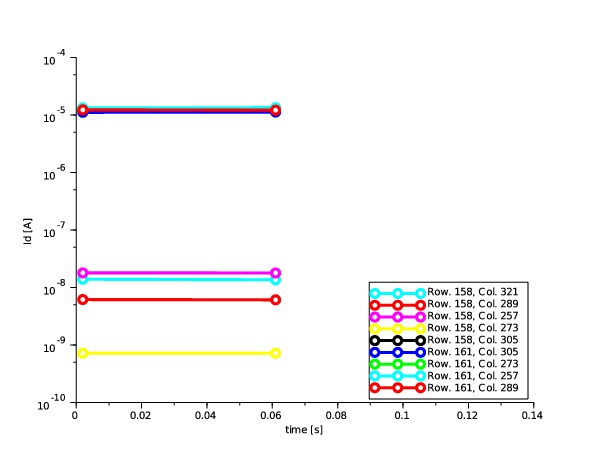 10^-4
10^-5
10^-6
10^-7
10^-8
10^-9
10^-10
Id [A]
0 0.02 0.04 0.06 0.08 0.1 0.12 0.14
time [s]
Row. 158, Col. 321
Row. 158, Col. 289
Row. 158, Col. 257
Row. 158, Col. 273
Row. 158, Col. 305
Row. 161, Col. 305
Row. 161, Col. 273
Row. 161, Col. 257
Row. 161, Col. 289